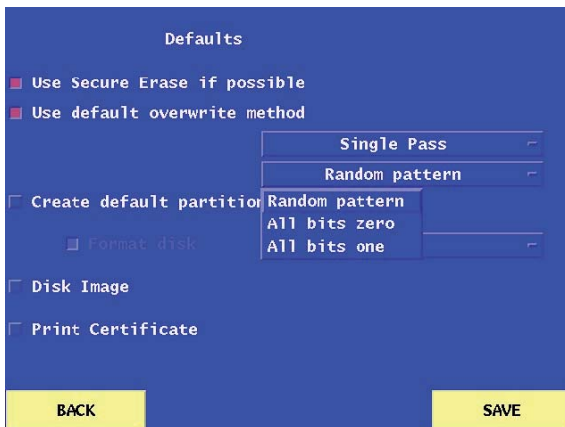 Defaults
Use Secure Erase if possible
Use default overwrite method
Single Pass
Random pattern
Create default partition
Random pattern
All bits zero
All bits one
Format disk
Disk Image
Print Certificate
BACK
SAVE